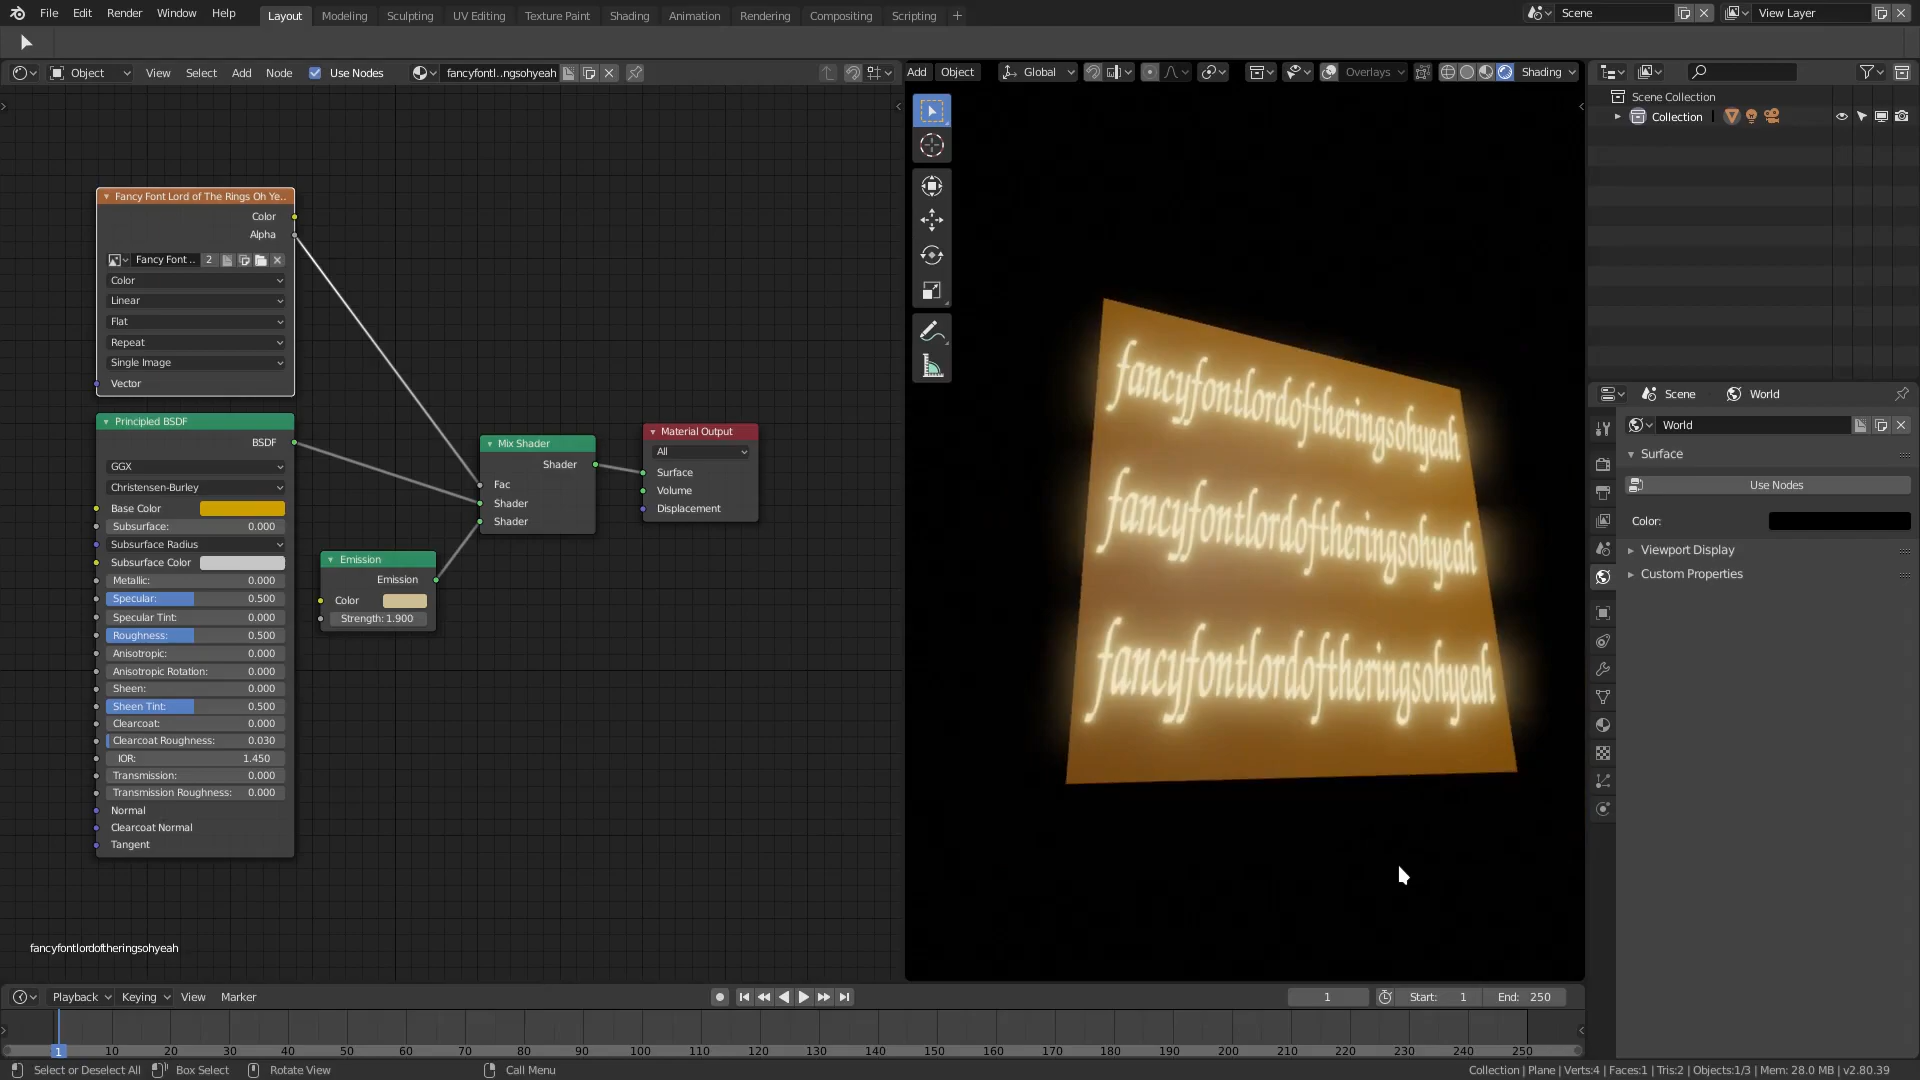 File Edit Render Window Help Layout Modeling Sculpting UV Editing Texture Paint Shading Animation Rendering Compositing Scripting + Scene View Layer
Object View Select Add Node Use Nodes fancyfontl..ngsohyeah
Add Object Global Overlays Shading
Fancy Font Lord of The Rings Oh Ye..
Color
Alpha
Fancy Font .. 2
Color
Linear
Flat
Repeat
Single Image
Vector
Principled BSDF
BSDF
GGX
Christensen-Burley
Base Color
Subsurface: 0.000
Subsurface Radius
Subsurface Color
Metallic: 0.000
Specular: 0.500
Specular Tint: 0.000
Roughness: 0.500
Anisotropic: 0.000
Anisotropic Rotation: 0.000
Sheen: 0.000
Sheen Tint: 0.500
Clearcoat: 0.000
Clearcoat Roughness: 0.030
IOR: 1.450
Transmission: 0.000
Transmission Roughness: 0.000
Normal
Clearcoat Normal
Tangent
Emission
Emission
Color
Strength: 1.900
Mix Shader
Shader
Fac
Shader
Shader
Material Output
All
Surface
Volume
Displacement
fancyfontlordoftheringsohyeah
fancyfontlordoftheringsohyeah
fancyfontlordoftheringsohyeah
fancyfontlordoftheringsohyeah
Scene Collection
Collection
Scene World
World
Surface
Use Nodes
Color:
Viewport Display
Custom Properties
Playback Keying View Marker 1 Start: 1 End: 250
1 10 20 30 40 50 60 70 80 90 100 110 120 130 140 150 160 170 180 190 200 210 220 230 240 250
Select or Deselect All Box Select Rotate View Call Menu Collection | Plane | Verts:4 | Faces:1 | Tris:2 | Objects:1/3 | Mem: 28.0 MB | v2.80.39